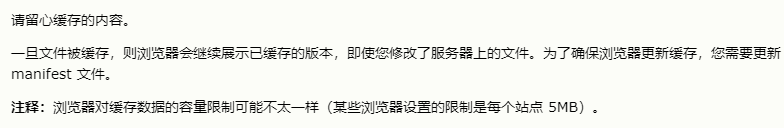 请留心缓存的内容。
一旦文件被缓存，则浏览器会继续展示已缓存的版本，即使您修改了服务器上的文件。为了确保浏览器更新缓存，您需要更新
manifest 文件。
注释：浏览器对缓存数据的容量限制可能不太一样（某些浏览器设置的限制是每个站点 5MB）。